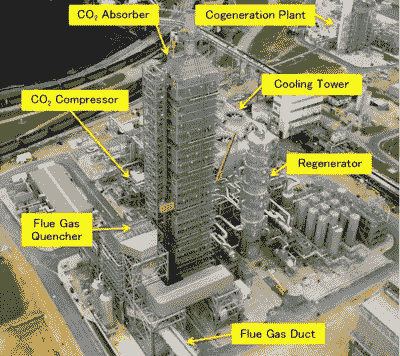 CO₂ Absorber
Cogeneration Plant
Cooling Tower
CO₂ Compressor
Regenerator
Flue Gas
Quencher
Flue Gas Duct